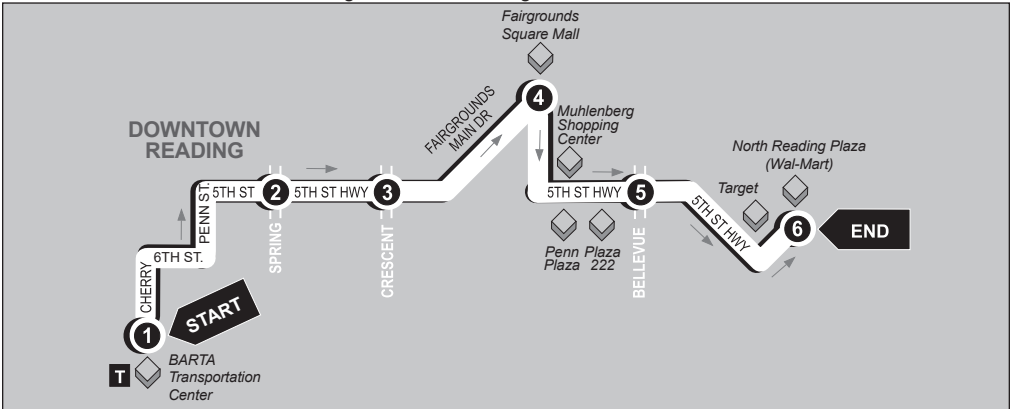 Fairgrounds
Square Mall
4
FAIRGROUNDS
MAIN DR
Muhlenberg
Shopping
Center
DOWNTOWN
READING
North Reading Plaza
(Wal-Mart)
Target
5TH ST
2
5TH ST HWY
3
5TH ST HWY
5
5TH ST HWY
6
END
PENN ST.
SPRING
CRESCENT
Penn
Plaza
Plaza
222
BELLEVUE
6TH ST.
CHERRY
START
1
T
BARTA
Transportation
Center